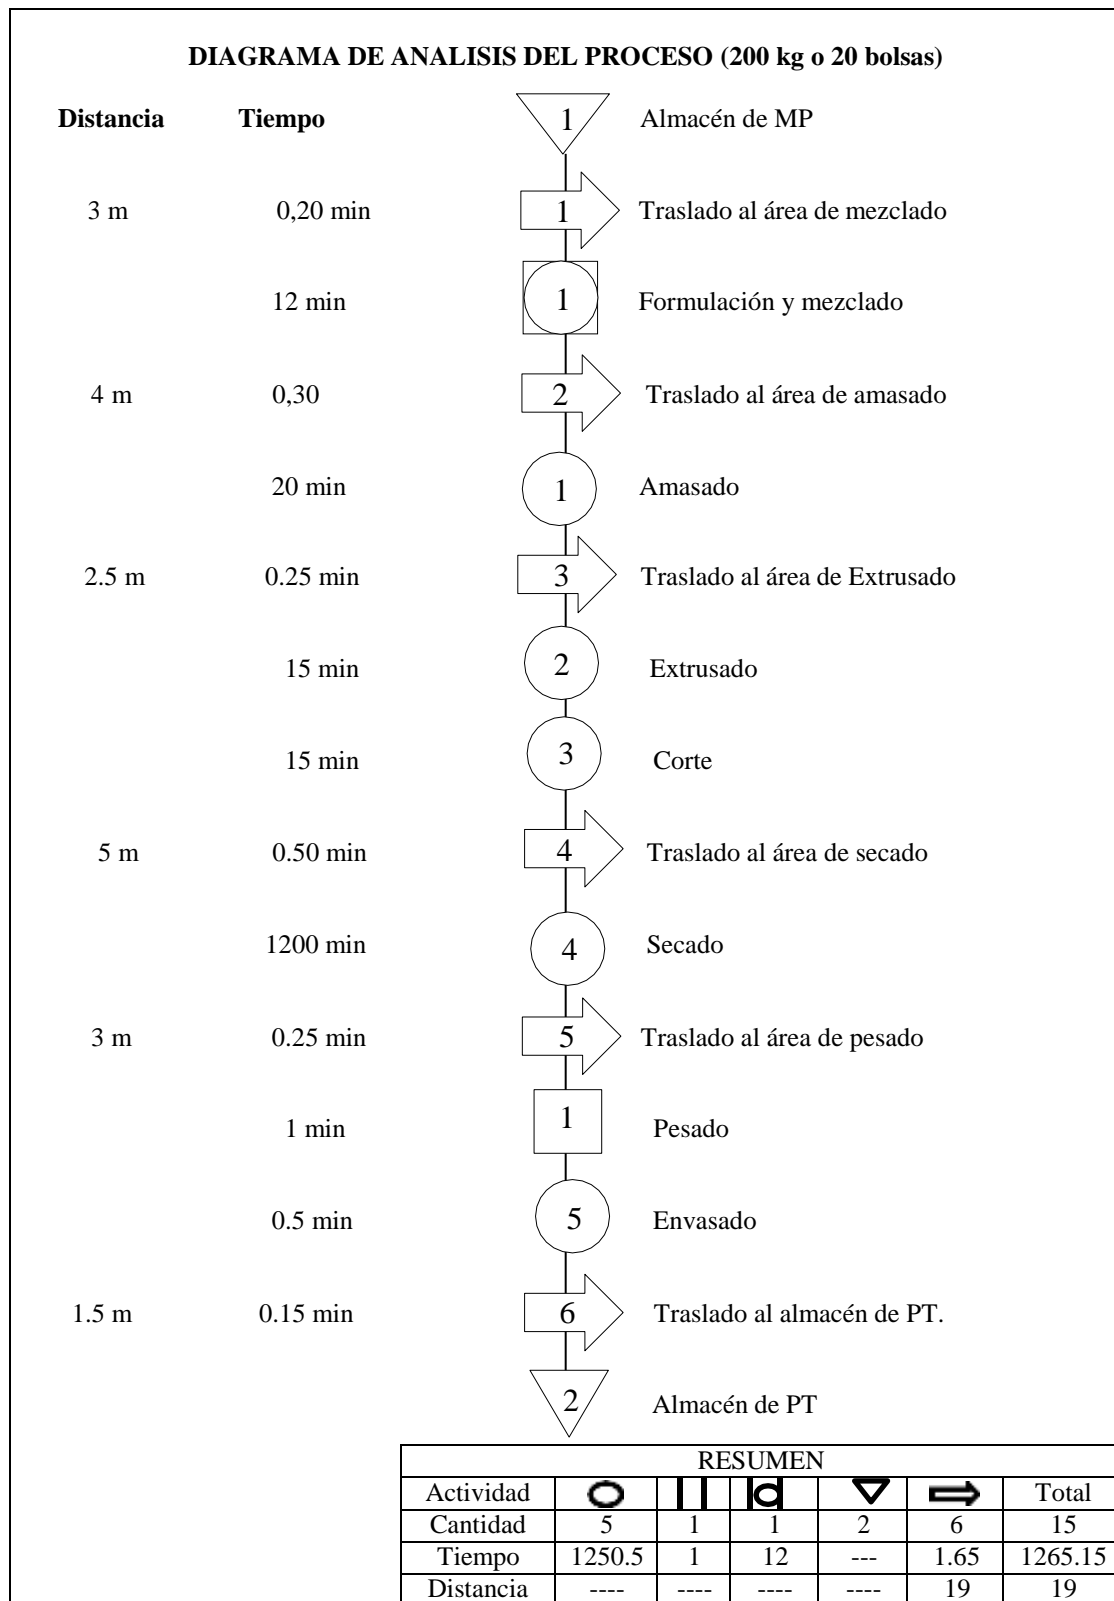 DIAGRAMA DE ANALISIS DEL PROCESO (200 kg o 20 bolsas)
Distancia Tiempo 1 Almacén de MP
3 m 0,20 min 1 Traslado al área de mezclado
12 min 1 Formulación y mezclado
4 m 0,30 2 Traslado al área de amasado
20 min 1 Amasado
2.5 m 0.25 min 3 Traslado al área de Extrusado
15 min 2 Extrusado
15 min 3 Corte
5 m 0.50 min 4 Traslado al área de secado
1200 min 4 Secado
3 m 0.25 min 5 Traslado al área de pesado
1 min 1 Pesado
0.5 min 5 Envasado
1.5 m 0.15 min 6 Traslado al almacén de PT.
2 Almacén de PT
RESUMEN
Actividad Total
Cantidad 5 1 1 2 6 15
Tiempo 1250.5 1 12 --- 1.65 1265.15
Distancia ---- ---- ---- ---- 19 19